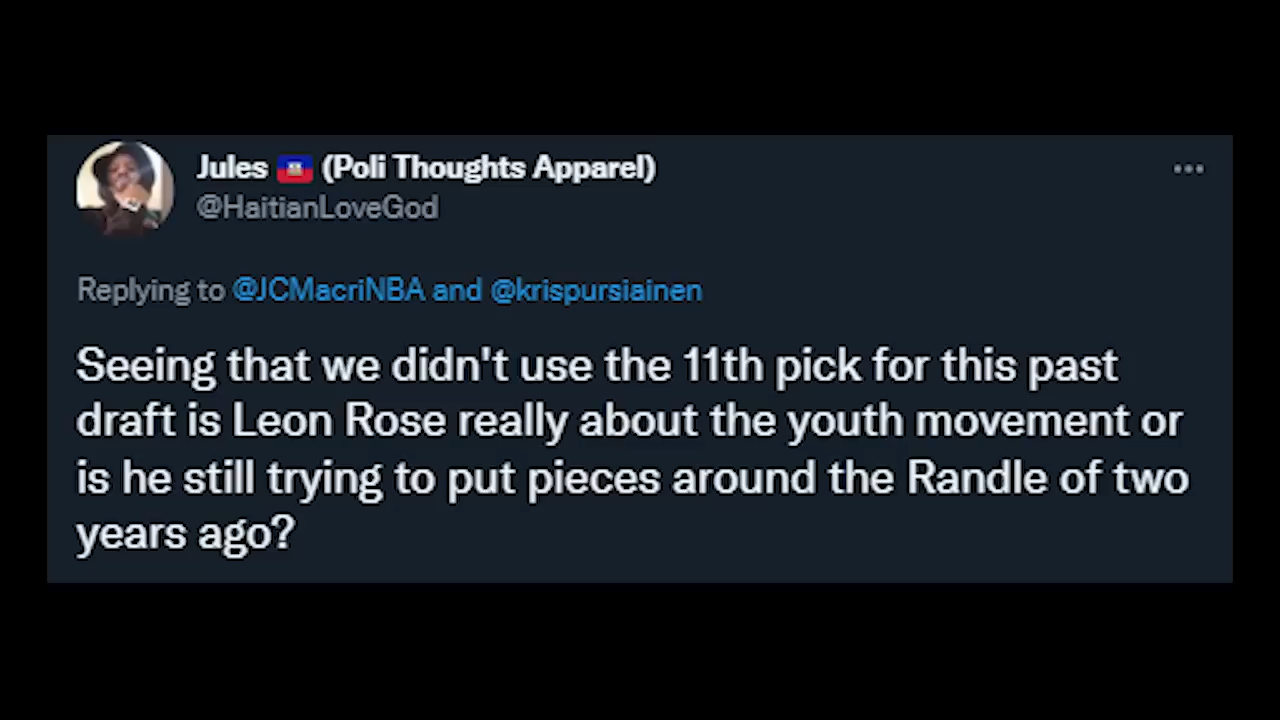 Jules 🇭🇹 (Poli Thoughts Apparel)
@HaitianLoveGod
Replying to @JCMacriNBA and @krispursiainen
Seeing that we didn't use the 11th pick for this past
draft is Leon Rose really about the youth movement or
is he still trying to put pieces around the Randle of two
years ago?